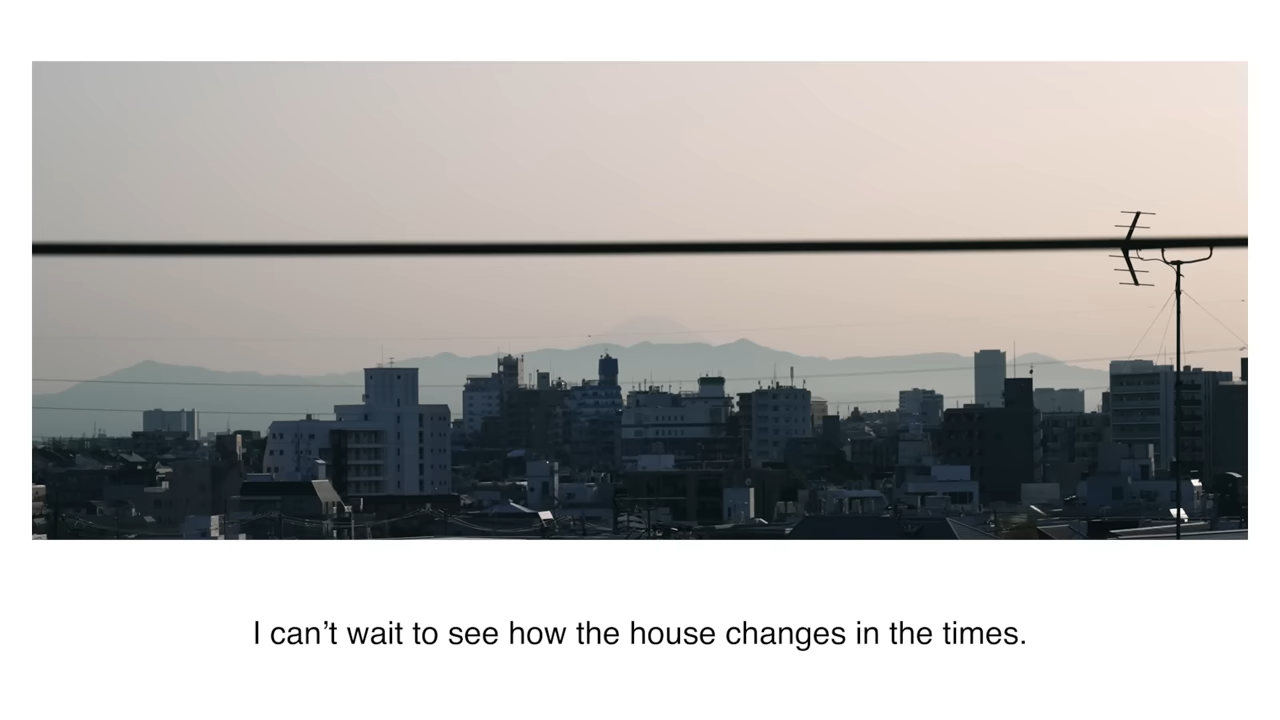 I can’t wait to see how the house changes in the times.